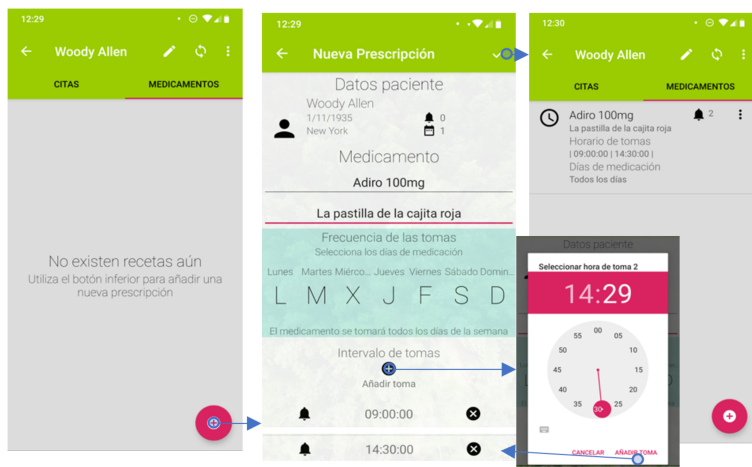 12:29
Woody Allen
CITAS MEDICAMENTOS
No existen recetas aún
Utiliza el botón inferior para añadir una
nueva prescripción
12:29
Nueva Prescripción
Datos paciente
Woody Allen
1/11/1935 0
New York 1
Medicamento
Adiro 100mg
La pastilla de la cajita roja
Frecuencia de las tomas
Selecciona los días de medicación
Lunes Martes Miérco... Jueves Viernes Sábado Domin...
L M X J F S D
El medicamento se tomará todos los días de la semana
Intervalo de tomas
Añadir toma
09:00:00
14:30:00
12:30
Woody Allen
CITAS MEDICAMENTOS
Adiro 100mg 2
La pastilla de la cajita roja
Horario de tomas
| 09:00:00 | 14:30:00 |
Días de medicación
Todos los días
Datos paciente
Seleccionar hora de toma 2
14:29
00
55 05
50 10
45 15
40 20
35 25
30
CANCELAR AÑADIR TOMA